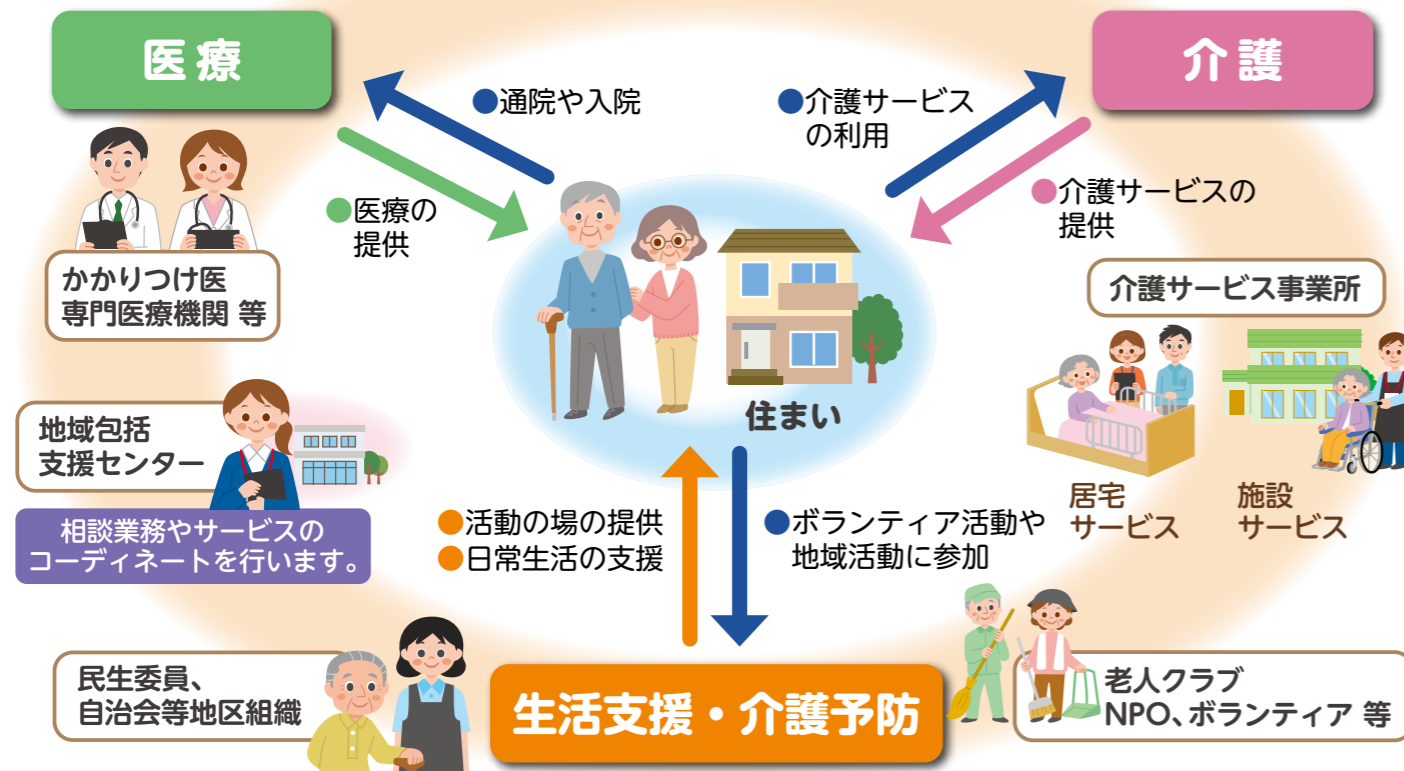 医療
介護
●通院や入院
●介護サービス
の利用
●医療の
提供
●介護サービスの
提供
かかりつけ医
専門医療機関 等
介護サービス事業所
住まい
地域包括
支援センター
相談業務やサービスの
コーディネートを行います。
居宅
サービス
施設
サービス
●活動の場の提供
●日常生活の支援
●ボランティア活動や
地域活動に参加
民生委員、
自治会等地区組織
生活支援・介護予防
老人クラブ
NPO、ボランティア 等